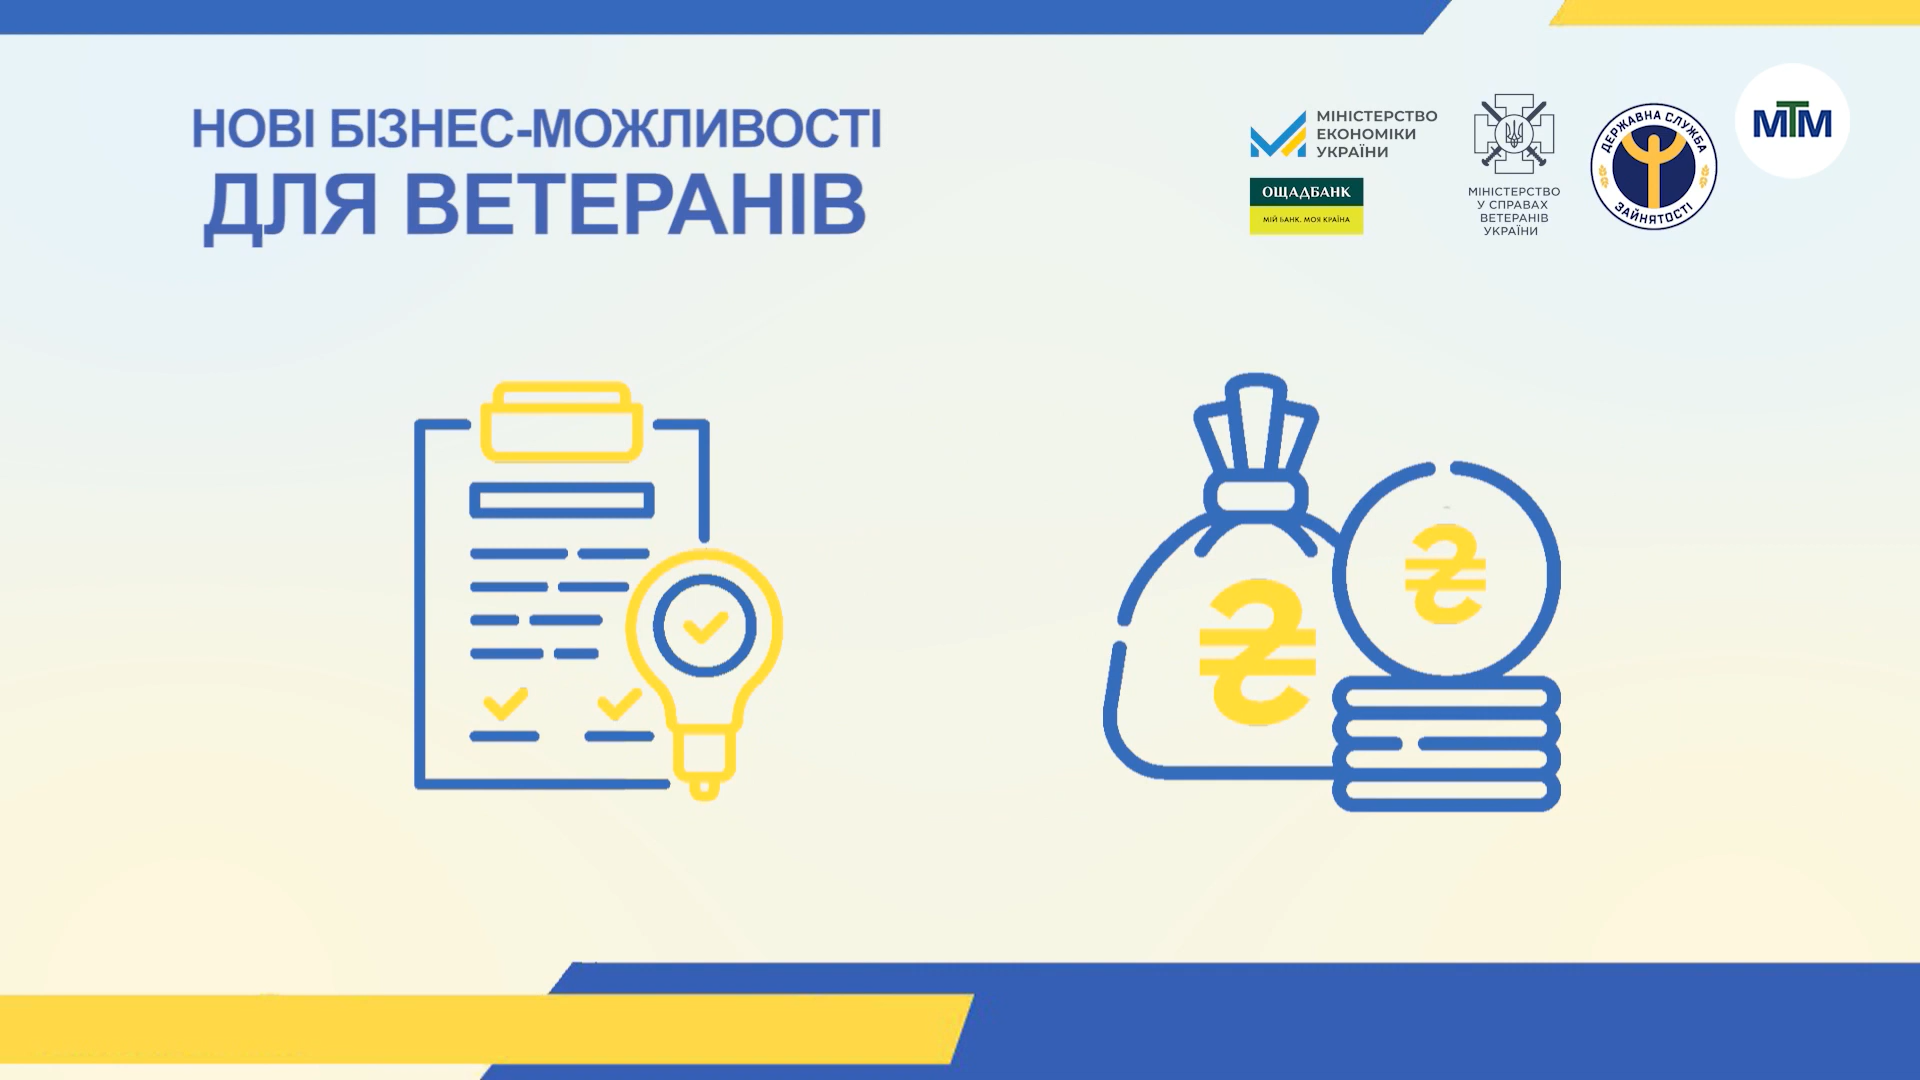 НОВІ БІЗНЕС-МОЖЛИВОСТІ
ДЛЯ ВЕТЕРАНІВ
МІНІСТЕРСТВО
ЕКОНОМІКИ
УКРАЇНИ
ОЩАДБАНК
МІЙ БАНК. МОЯ КРАЇНА
МІНІСТЕРСТВО
У СПРАВАХ
ВЕТЕРАНІВ
УКРАЇНИ
ДЕРЖАВНА СЛУЖБА
ЗАЙНЯТОСТІ
МТМ
₴
₴